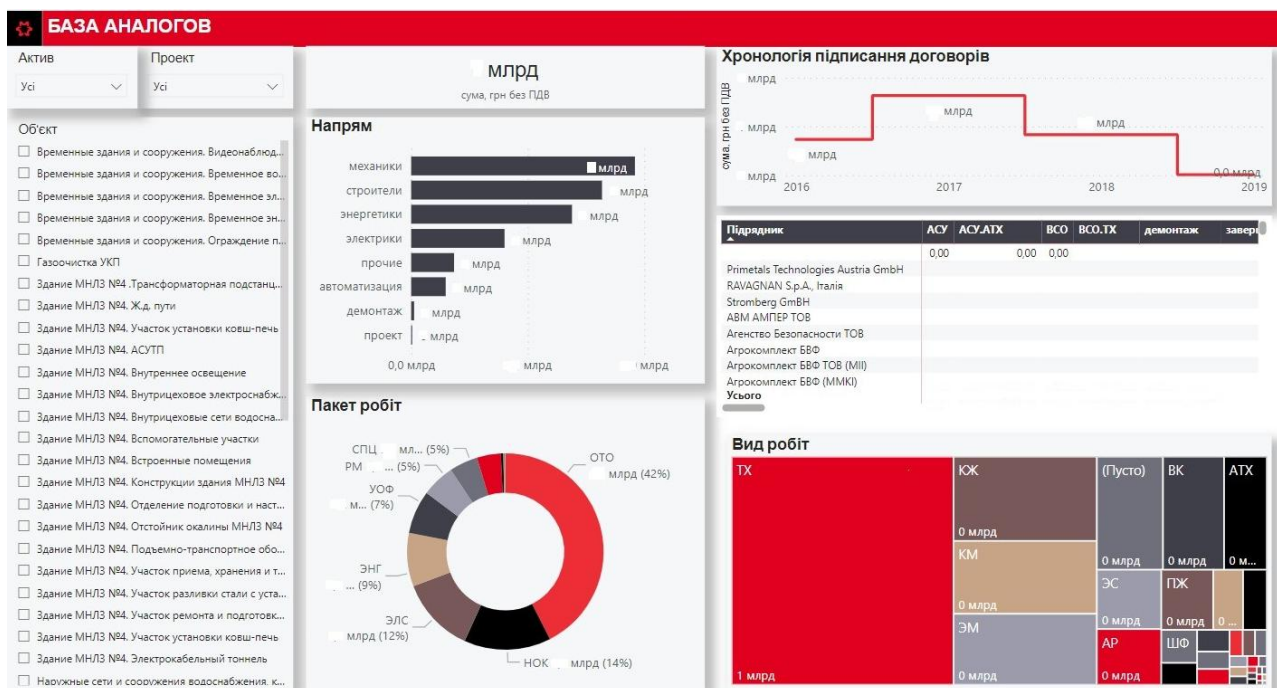 БАЗА АНАЛОГОВ
Актив
Проект
Усі
Усі
Об'єкт
Временные здания и сооружения. Видеонаблюд...
Временные здания и сооружения. Временное во...
Временные здания и сооружения. Временное эл...
Временные здания и сооружения. Временное эн...
Временные здания и сооружения. Ограждение п...
Газоочистка УКП
Здание МНЛЗ №4 .Трансформаторная подстанц...
Здание МНЛЗ №4. Ж.д. пути
Здание МНЛЗ №4. Участок установки ковш-печь
Здание МНЛЗ №4. АСУТП
Здание МНЛЗ №4. Внутреннее освещение
Здание МНЛЗ №4. Внутрицеховое электроснабж...
Здание МНЛЗ №4. Внутрицеховые сети водосна...
Здание МНЛЗ №4. Вспомогательные участки
Здание МНЛЗ №4. Встроенные помещения
Здание МНЛЗ №4. Конструкции здания МНЛЗ №4
Здание МНЛЗ №4. Отделение подготовки и наст...
Здание МНЛЗ №4. Отстойник окалины МНЛЗ №4
Здание МНЛЗ №4. Подъемно-транспортное обо...
Здание МНЛЗ №4. Участок приема, хранения и т...
Здание МНЛЗ №4. Участок разливки стали с уста...
Здание МНЛЗ №4. Участок ремонта и подготовк...
Здание МНЛЗ №4. Участок установки ковш-печь
Здание МНЛЗ №4. Электрокабельный тоннель
Наружные сети и сооружения водоснабжения, к...
млрд
сума, грн без ПДВ
Напрям
механики
млрд
строители
млрд
энергетики
млрд
электрики
млрд
прочие
млрд
автоматизация
млрд
демонтаж
млрд
проект
млрд
0,0 млрд
млрд
млрд
Пакет робіт
ОТО
млрд (42%)
НОК млрд (14%)
ЭЛС
млрд (12%)
ЭНГ
... (9%)
УОФ
м... (7%)
РМ ... (5%)
СПЦ мл... (5%)
Хронологія підписання договорів
сума, грн без ПДВ
млрд
млрд
млрд
млрд
млрд
млрд
0,0 млрд
2016
2017
2018
2019
Підрядник АСУ АСУ.АТХ ВСО ВСО.ТХ демонтаж заверш
0,00 0,00 0,00
Primetals Technologies Austria GmbH
RAVAGNAN S.p.A., Італія
Stromberg GmBH
АВМ АМПЕР ТОВ
Агенство Безопасности ТОВ
Агрокомплект БВФ
Агрокомплект БВФ ТОВ (МІІ)
Агрокомплект БВФ (ММКІ)
Усього
Вид робіт
ТХ
1 млрд
КЖ
0 млрд
КМ
0 млрд
ЭМ
0 млрд
(Пусто)
0 млрд
ВК
0 млрд
АТХ
0 м...
ЭС
0 млрд
ПЖ
0 млрд
0 ...
АР
0 млрд
ШФ